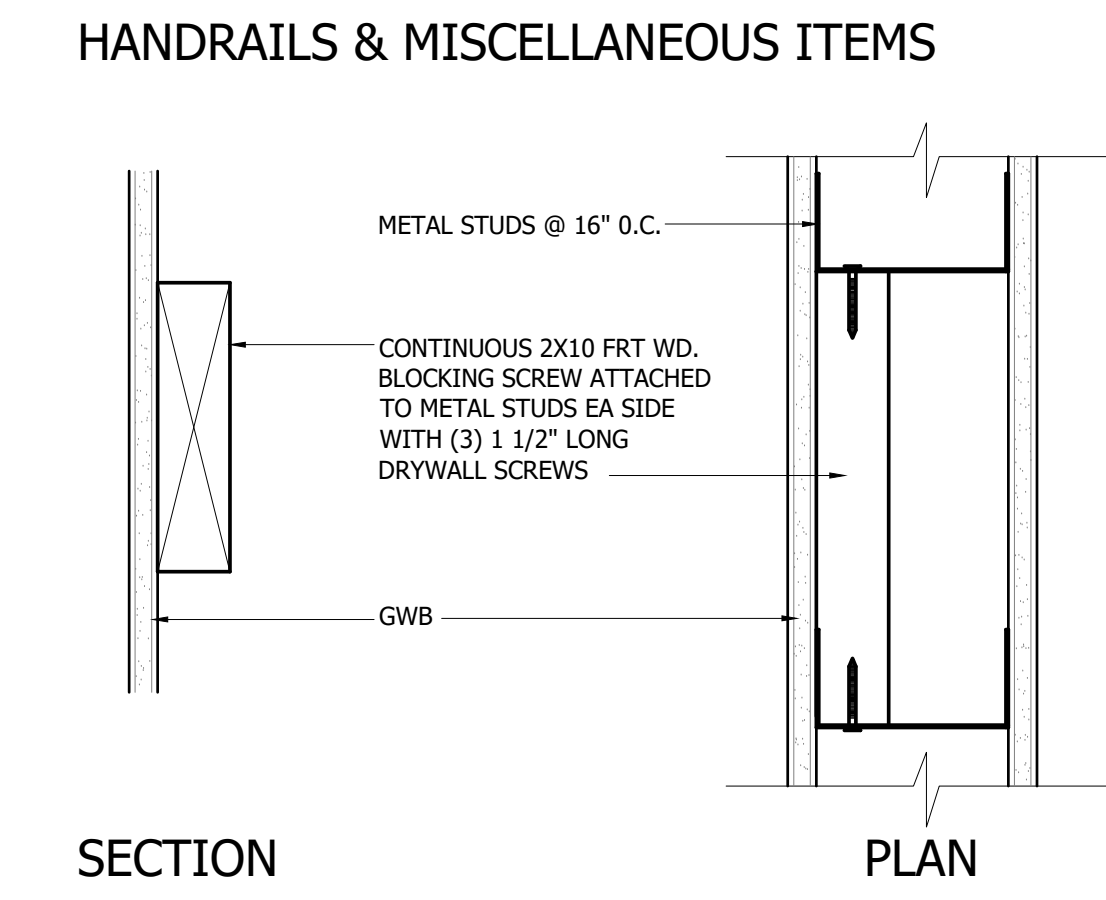 HANDRAILS & MISCELLANEOUS ITEMS
METAL STUDS @ 16" 0.C.
CONTINUOUS 2X10 FRT WD.
BLOCKING SCREW ATTACHED
TO METAL STUDS EA SIDE
WITH (3) 1 1/2" LONG
DRYWALL SCREWS
GWB
SECTION
PLAN